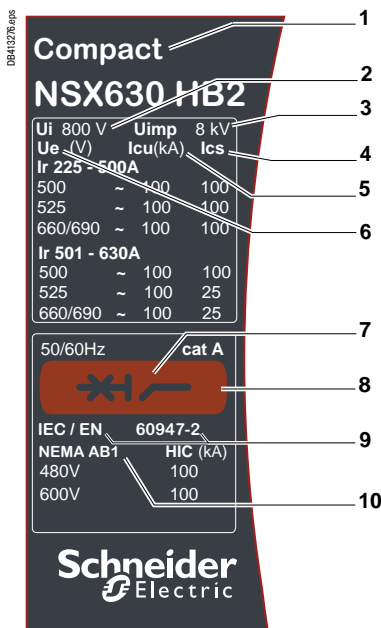 DB413276.eps
Compact
NSX630 HB2
Ui 800 V Uimp 8 kV
Ue (V) Icu(kA) Ics
Ir 225 - 500A
500 ~ 100 100
525 ~ 100 100
660/690 ~ 100 100
Ir 501 - 630A
500 ~ 100 100
525 ~ 100 25
660/690 ~ 100 25
50/60Hz cat A
IEC / EN 60947-2
NEMA AB1 HIC (kA)
480V 100
600V 100
Schneider
Electric
1
2
3
4
5
6
7
8
9
10